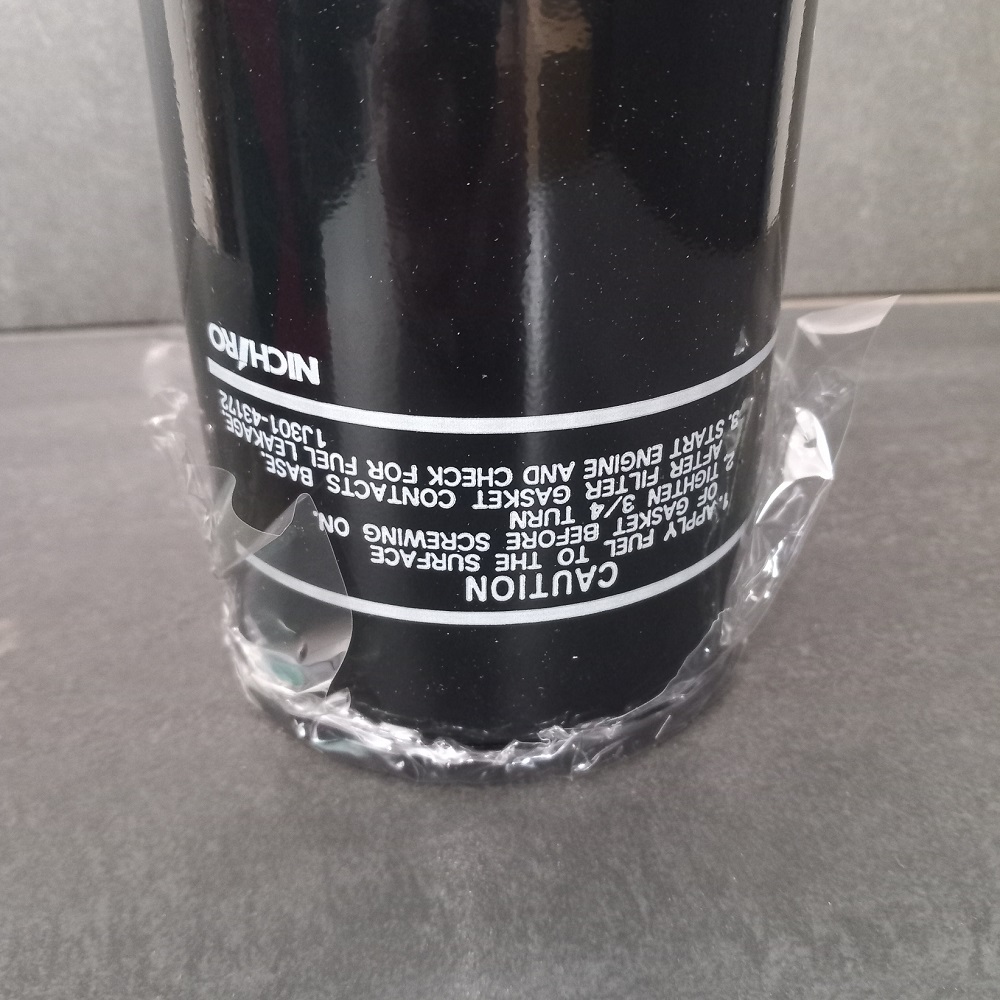 CAUTION
1. APPLY FUEL TO THE SURFACE
OF GASKET BEFORE SCREWING ON.
2. TIGHTEN 3/4 TURN
AFTER FILTER GASKET CONTACTS BASE.
3. START ENGINE AND CHECK FOR FUEL LEAKAGE.
1J301-43172
NICHIRO